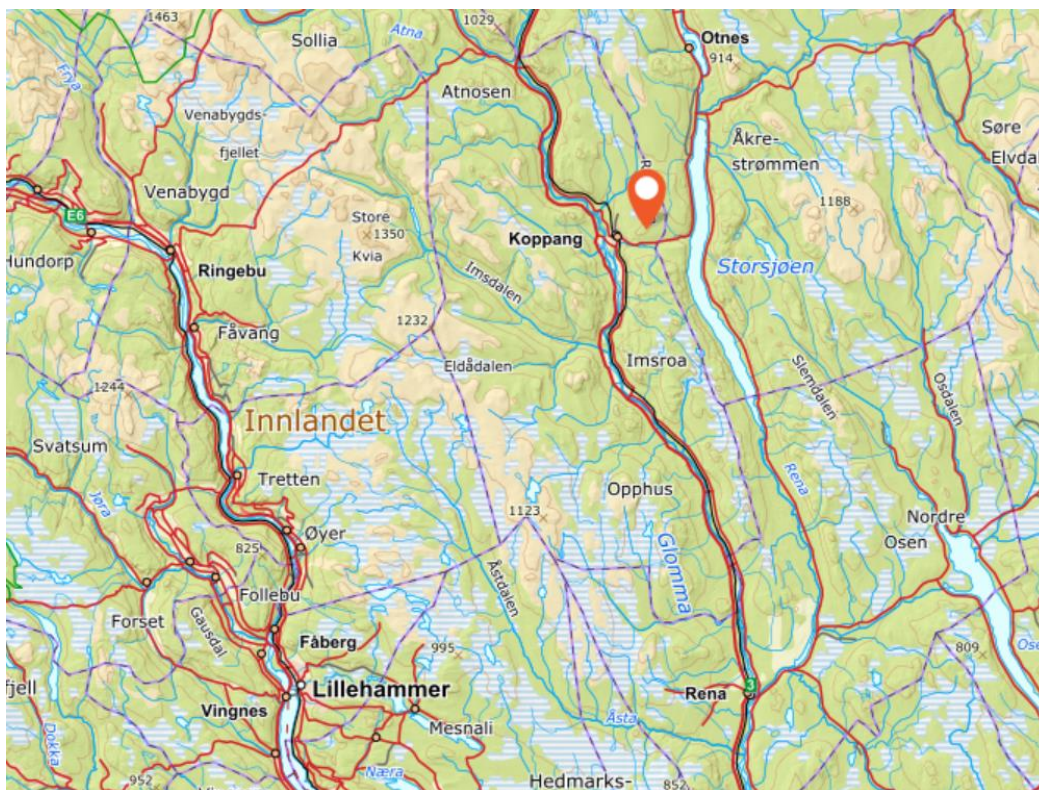 1463
1029
Otnes
914
Sollia
Atna
Frya
Atnosen
Venabygds-
fjellet
Åkre-
strømmen
Søre
Elvdal
R
Venabygd
E6
Store
1350
Kvia
1188
Koppang
Hundorp
Ringebu
Imsdalen
Storsjøen
Fåvang
1232
Imsroa
Eldådalen
Slemdalen
Osdalen
1244
Innlandet
Svatsum
Tretten
Jøra
Rena
Opphus
1123
Nordre
Osen
Glomma
825
Øyer
Åstdalen
Follebu
Forset
Gausdal
Fåberg
995
809
Ose
fjell
Lillehammer
Rena
3
Vingnes
Mesnali
Åsta
Dokka
Næra
952
Hedmarks-
852